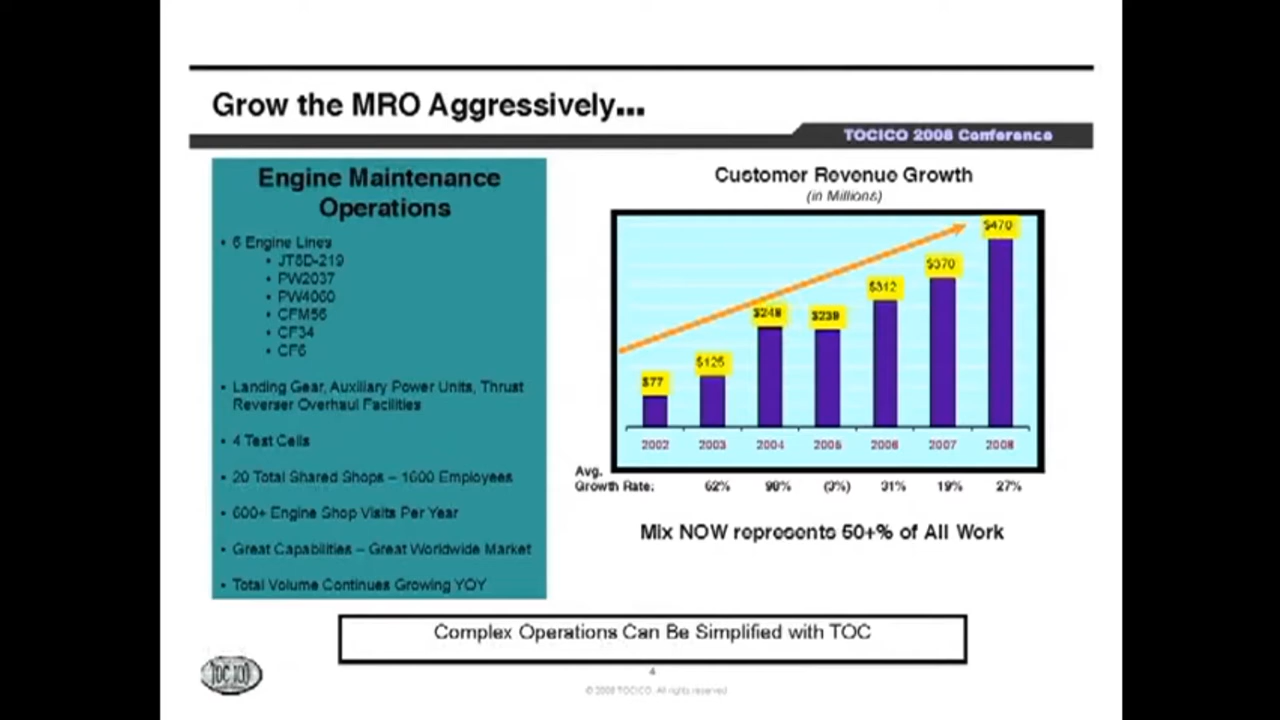 Grow the MRO Aggressively...
TOCICO 2008 Conference
Engine Maintenance
Operations
• 6 Engine Lines
• JT8D-219
• PW2037
• PW4060
• CFM56
• CF34
• CF6
• Landing Gear, Auxiliary Power Units, Thrust
Reverser Overhaul Facilities
• 4 Test Cells
• 20 Total Shared Shops – 1600 Employees
• 600+ Engine Shop Visits Per Year
• Great Capabilities – Great Worldwide Market
• Total Volume Continues Growing YOY
Customer Revenue Growth
(in Millions)
$77 $125 $248 $239 $312 $370 $470
2002 2003 2004 2005 2006 2007 2008
Avg.
Growth Rate: 62% 98% (3%) 31% 19% 27%
Mix NOW represents 50+% of All Work
Complex Operations Can Be Simplified with TOC
TOCICO
4
© 2008 TOCICO. All rights reserved